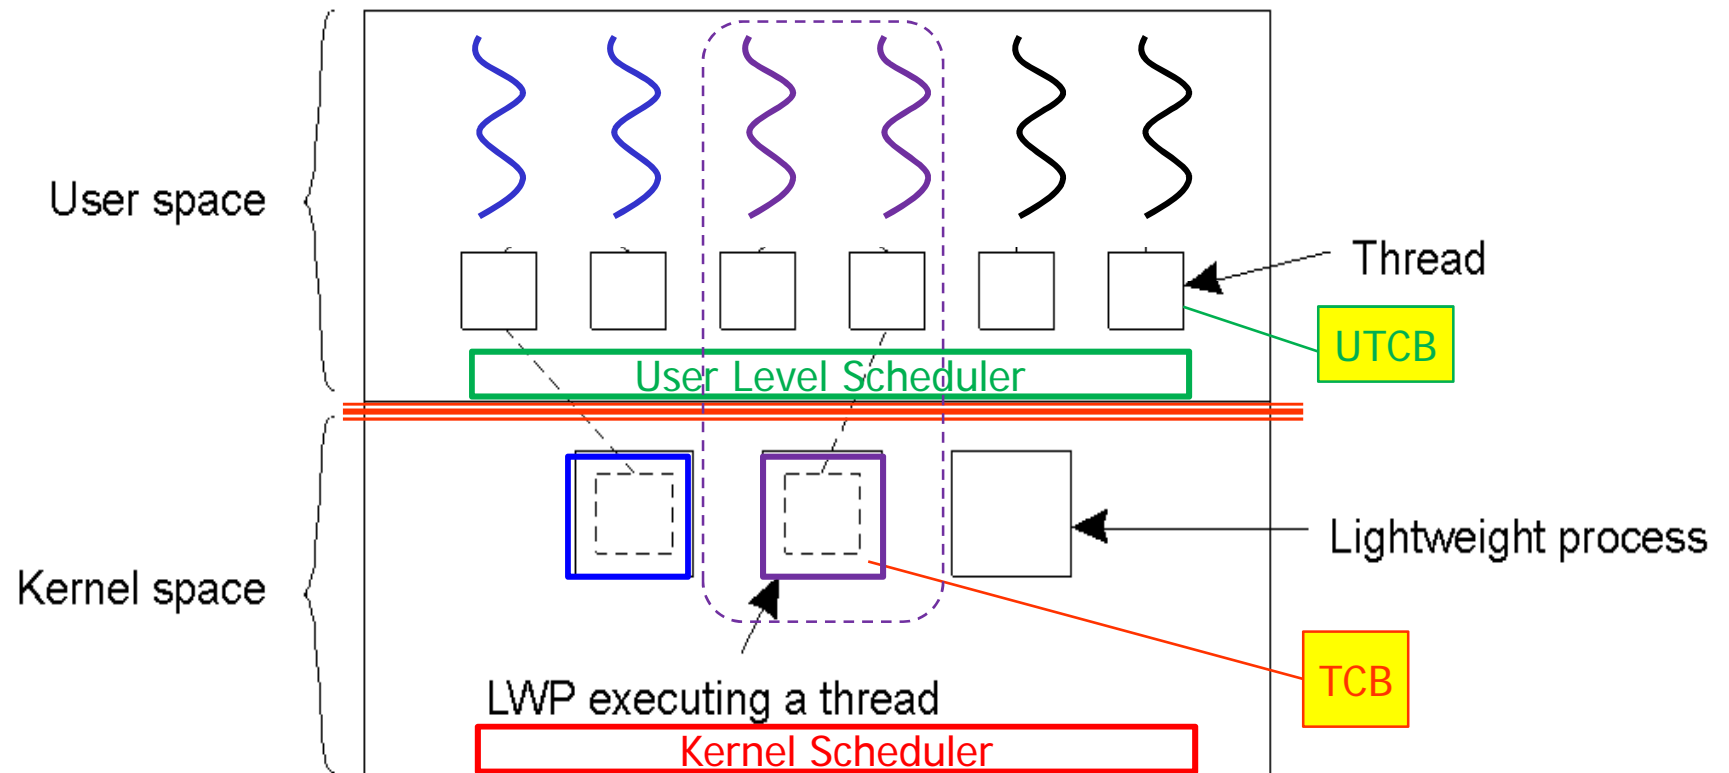 User space
Thread
UTCB
User Level Scheduler
Lightweight process
Kernel space
TCB
LWP executing a thread
Kernel Scheduler